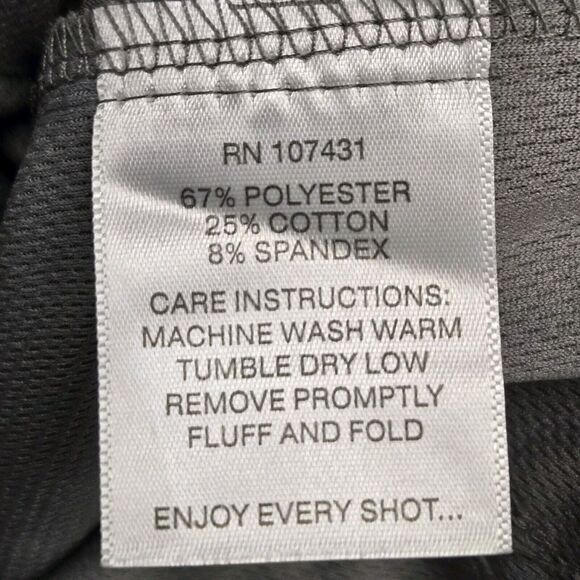 RN 107431
67% POLYESTER
25% COTTON
8% SPANDEX
CARE INSTRUCTIONS:
MACHINE WASH WARM
TUMBLE DRY LOW
REMOVE PROMPTLY
FLUFF AND FOLD
ENJOY EVERY SHOT...